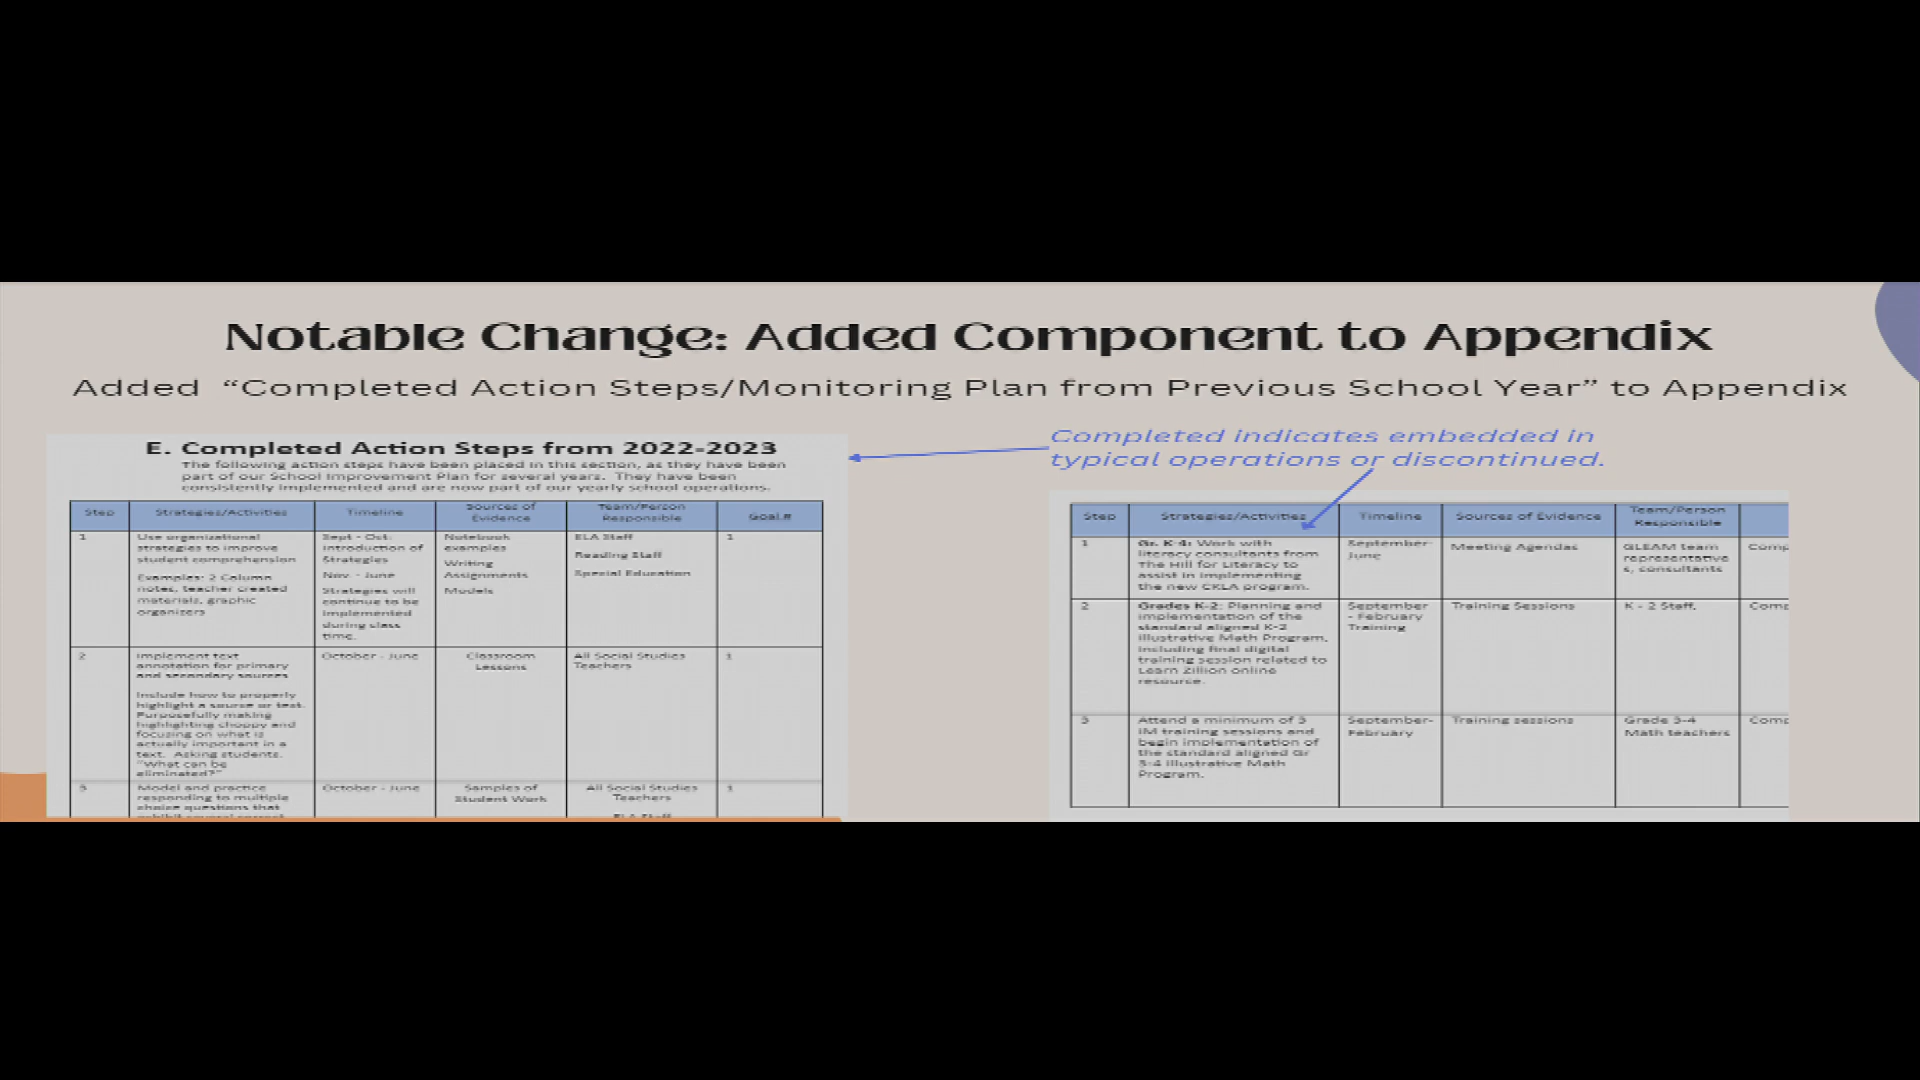 Notable Change: Added Component to Appendix
Added “Completed Action Steps/Monitoring Plan from Previous School Year” to Appendix
E. Completed Action Steps from 2022-2023
The following action steps have been placed in this section, as they have been
part of our School Improvement Plan for several years. They have been
consistently implemented and are now part of our yearly school operations.
Step
Strategies/Activities
Timeline
Sources of
Evidence
Team/Person
Responsible
Goal #
1
Use organizational
strategies to improve
student comprehension
Examples: 2 Column
notes, teacher created
materials, graphic
organizers
Sept - Oct:
Introduction of
Strategies
Nov. - June
Strategies will
continue to be
implemented
during class
time.
Notebook
examples
Writing
Assignments
Models
ELA Staff
Reading Staff
Special Education
1
2
Implement text
annotation for primary
and secondary sources
Include how to properly
highlight a source or text.
Purposefully making
highlighting choppy and
focusing on what is
actually important in a
text. Asking students,
“What can be
eliminated?”
October - June
Classroom
Lessons
All Social Studies
Teachers
1
3
Model and practice
responding to multiple
choice questions that
October - June
Samples of
Student Work
All Social Studies
Teachers
ELA Staff
1
Completed indicates embedded in
typical operations or discontinued.
Step
Strategies/Activities
Timeline
Sources of Evidence
Team/Person
Responsible
1
Gr. K-4: Work with
literacy consultants from
The Hill for Literacy to
assist in implementing
the new CKLA program.
September-
June
Meeting Agendas
GLEAM team
representative
s, consultants
Comp
2
Grades K-2: Planning and
implementation of the
standard aligned K-2
Illustrative Math Program,
including final digital
training session related to
Learn Zillion online
resource.
September
- February
Training
Training Sessions
K - 2 Staff,
Comp
3
Attend a minimum of 3
IM training sessions and
begin implementation of
the standard aligned Gr
3-4 Illustrative Math
Program.
September-
February
Training sessions
Grade 3-4
Math teachers
Comp